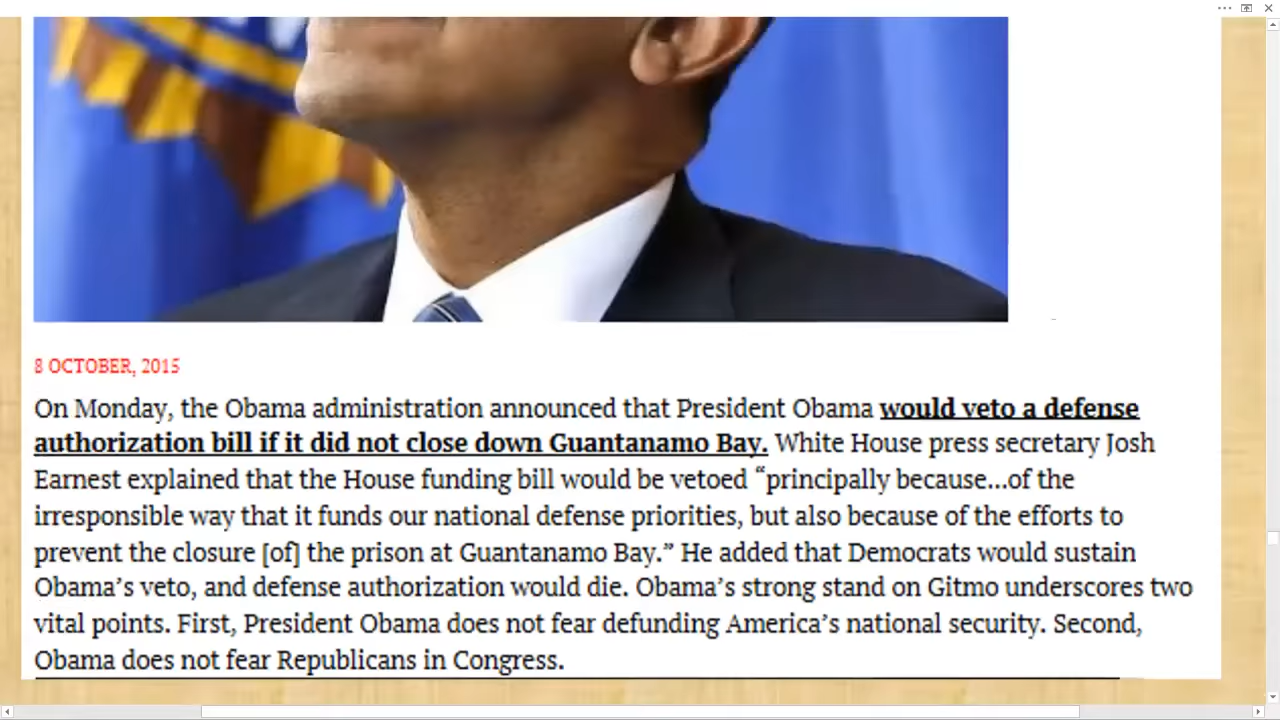 8 OCTOBER, 2015
On Monday, the Obama administration announced that President Obama would veto a defense
authorization bill if it did not close down Guantanamo Bay. White House press secretary Josh
Earnest explained that the House funding bill would be vetoed “principally because...of the
irresponsible way that it funds our national defense priorities, but also because of the efforts to
prevent the closure [of] the prison at Guantanamo Bay.” He added that Democrats would sustain
Obama’s veto, and defense authorization would die. Obama’s strong stand on Gitmo underscores two
vital points. First, President Obama does not fear defunding America’s national security. Second,
Obama does not fear Republicans in Congress.